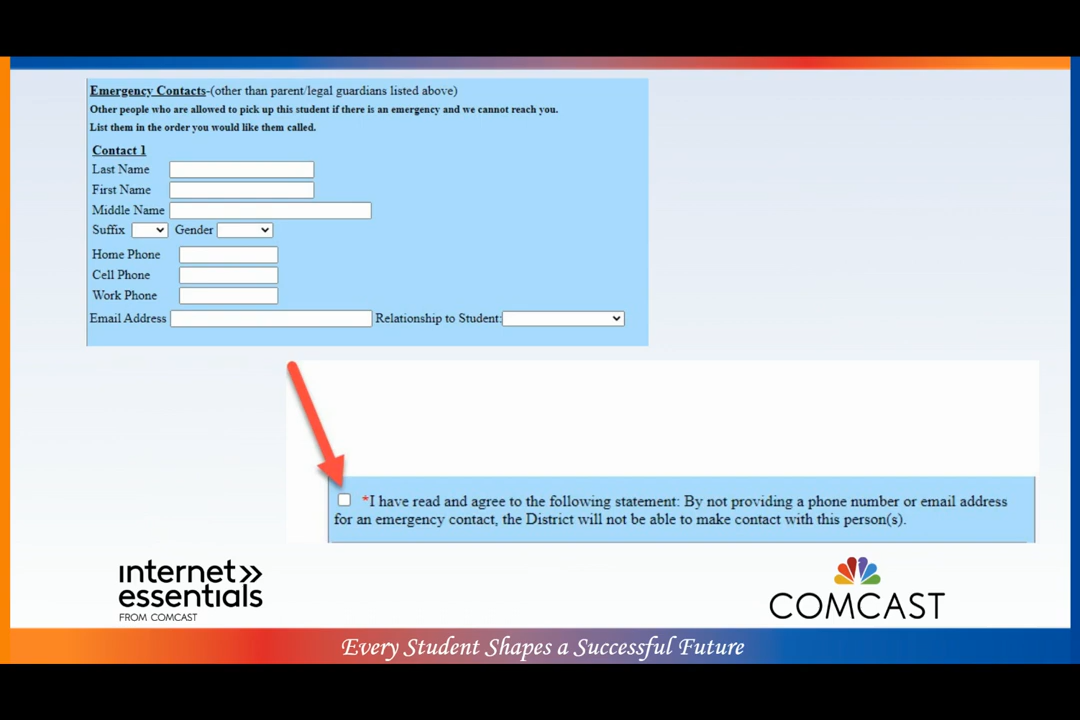 Emergency Contacts-(other than parent/legal guardians listed above)
Other people who are allowed to pick up this student if there is an emergency and we cannot reach you.
List them in the order you would like them called.
Contact 1
Last Name
First Name
Middle Name
Suffix Gender
Home Phone
Cell Phone
Work Phone
Email Address Relationship to Student:
*I have read and agree to the following statement: By not providing a phone number or email address
for an emergency contact, the District will not be able to make contact with this person(s).
internet
essentials
FROM COMCAST
COMCAST
Every Student Shapes a Successful Future